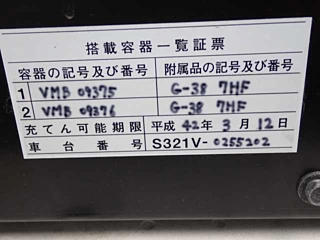 搭載容器一覧証票
容器の記号及び番号 附属品の記号及び番号
1 VMB 09375 G-38 7HF
2 VMB 09376 G-38 7HF
充てん可能期限 平成 42年 3月 12日
車台番号 S321V-0255202